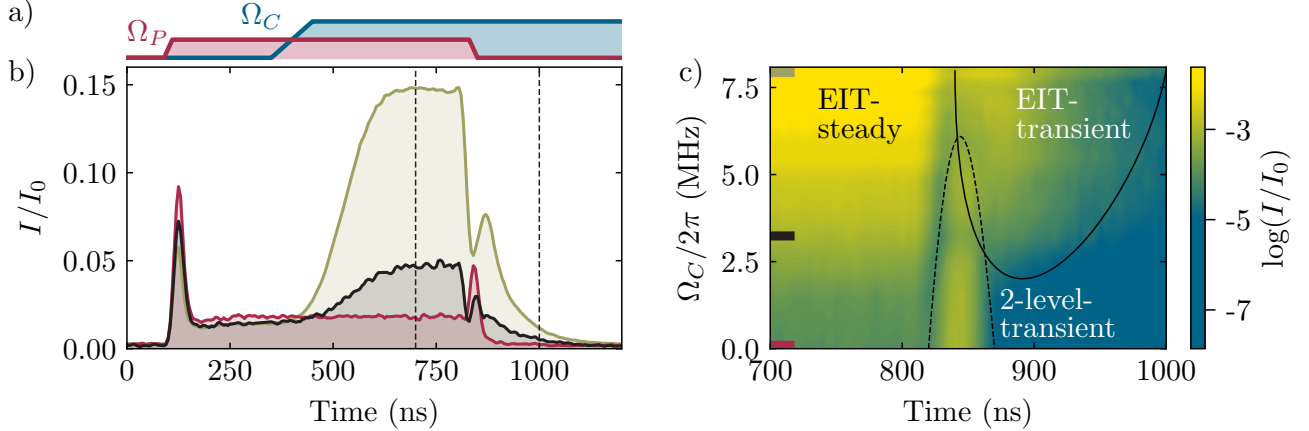 a)
Ω_P
Ω_C
b)
0.15
0.10
0.05
0.00
I/I_0
0
250
500
750
1000
Time (ns)
c)
7.5
5.0
2.5
0.0
Ω_C/2π (MHz)
EIT-
steady
EIT-
transient
2-level-
transient
700
800
900
1000
Time (ns)
-3
-5
-7
log(I/I_0)